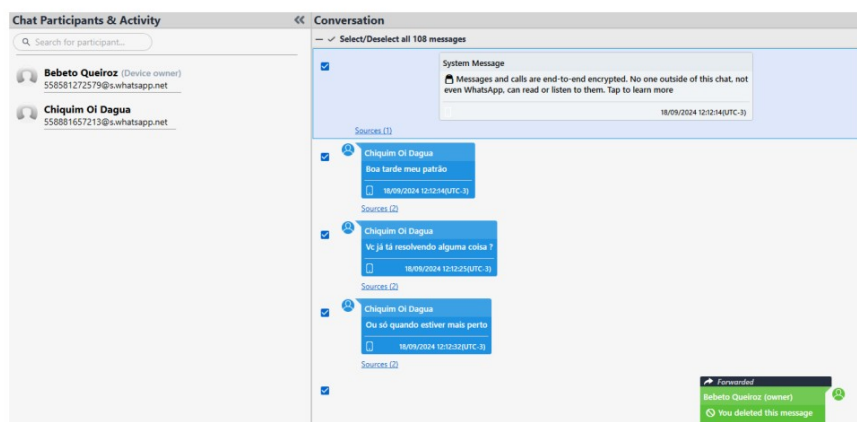 Chat Participants & Activity
Search for participant...
Bebeto Queiroz (Device owner)
558581272579@s.whatsapp.net
Chiquim Oi Dagua
558881657213@s.whatsapp.net
Conversation
Select/Deselect all 108 messages
System Message
Messages and calls are end-to-end encrypted. No one outside of this chat, not
even WhatsApp, can read or listen to them. Tap to learn more
18/09/2024 12:12:14(UTC-3)
Sources (1)
Chiquim Oi Dagua
Boa tarde meu patrão
18/09/2024 12:12:14(UTC-3)
Sources (2)
Chiquim Oi Dagua
Vc já tá resolvendo alguma coisa ?
18/09/2024 12:12:25(UTC-3)
Sources (2)
Chiquim Oi Dagua
Ou só quando estiver mais perto
18/09/2024 12:12:32(UTC-3)
Sources (2)
Forwarded
Bebeto Queiroz (owner)
You deleted this message